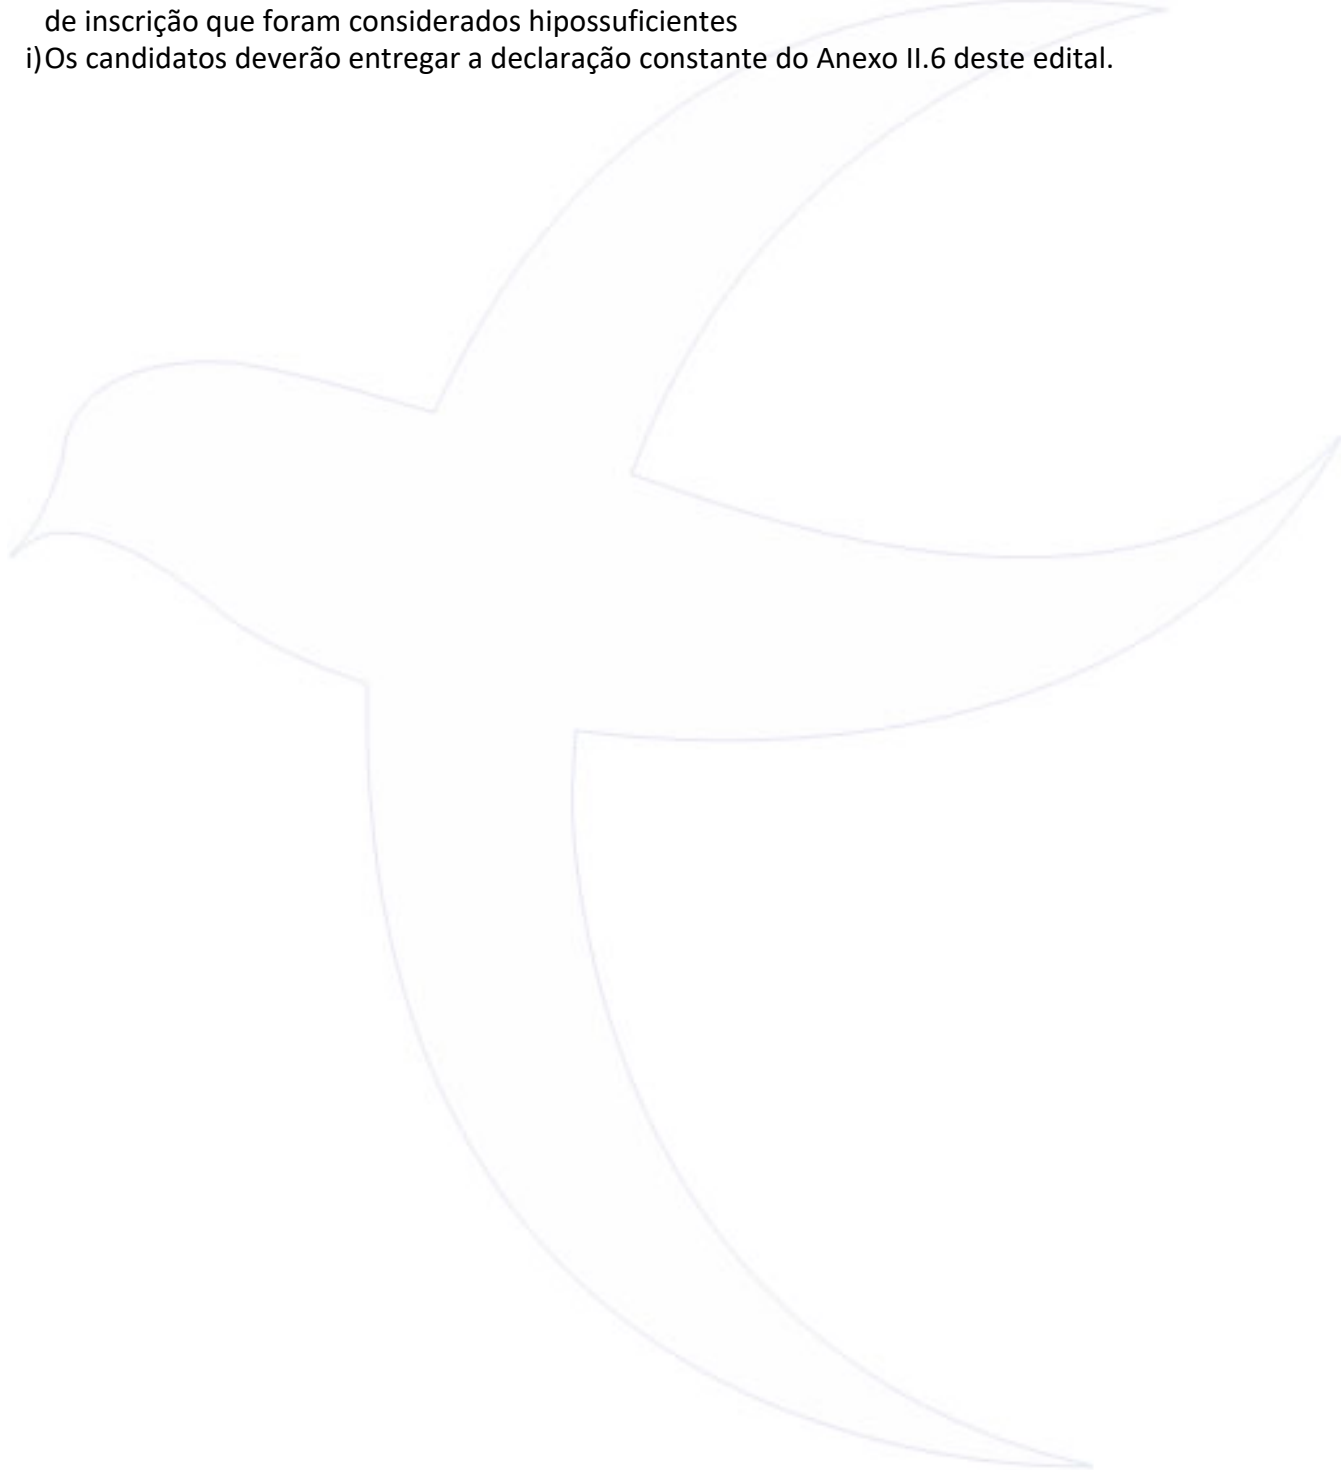 de inscrição que foram considerados hipossuficientes
i)Os candidatos deverão entregar a declaração constante do Anexo II.6 deste edital.